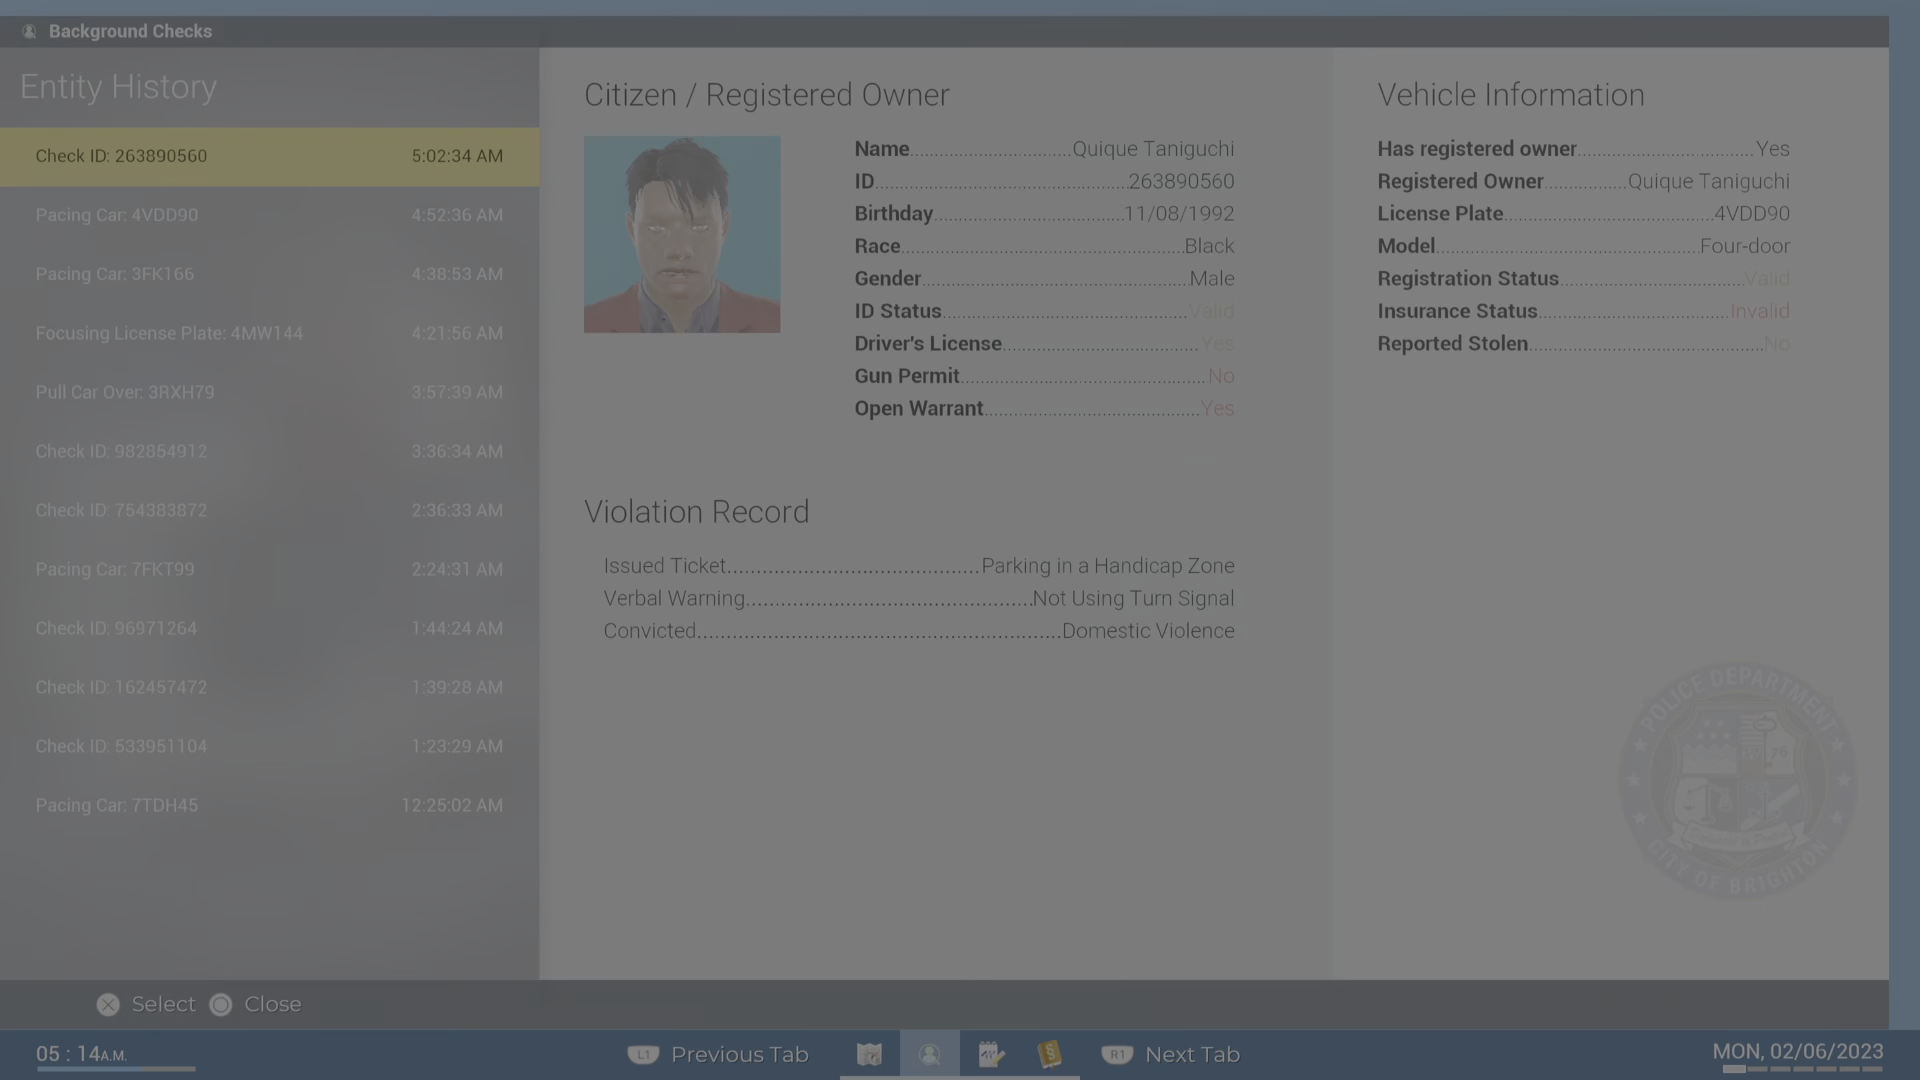 Background Checks
Entity History
Check ID: 263890560 5:02:34 AM
Pacing Car: 4VDD90 4:52:36 AM
Pacing Car: 3FK166 4:38:53 AM
Focusing License Plate: 4MW144 4:21:56 AM
Pull Car Over: 3RXH79 3:57:39 AM
Check ID: 982854912 3:36:34 AM
Check ID: 754383872 2:36:33 AM
Pacing Car: 7FKT99 2:24:31 AM
Check ID: 96971264 1:44:24 AM
Check ID: 162457472 1:39:28 AM
Check ID: 533951104 1:23:29 AM
Pacing Car: 7TDH45 12:25:02 AM
Citizen / Registered Owner
Name Quique Taniguchi
ID 263890560
Birthday 11/08/1992
Race Black
Gender Male
ID Status Valid
Driver's License Yes
Gun Permit No
Open Warrant Yes
Violation Record
Issued Ticket Parking in a Handicap Zone
Verbal Warning Not Using Turn Signal
Convicted Domestic Violence
Vehicle Information
Has registered owner Yes
Registered Owner Quique Taniguchi
License Plate 4VDD90
Model Four-door
Registration Status Valid
Insurance Status Invalid
Reported Stolen No
POLICE DEPARTMENT
CITY OF BRIGHTON
Select Close
05 : 14 A.M.
L1 Previous Tab
R1 Next Tab
MON, 02/06/2023